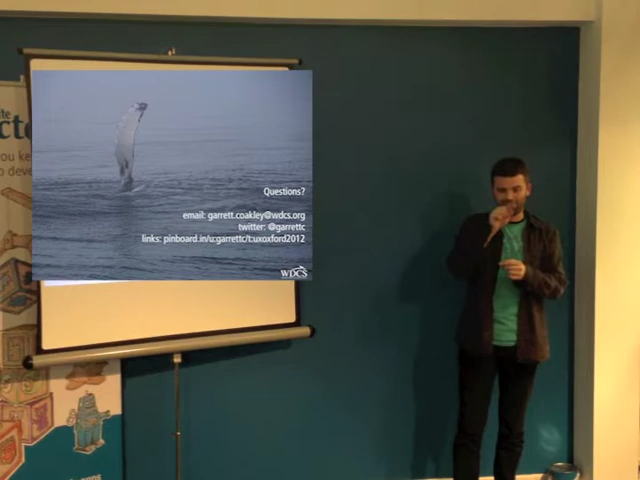 Questions?
email: garrett.coakley@wdcs.org
twitter: @garrettc
links: pinboard.in/u:garrettc/t:uxoxford2012
WDCS